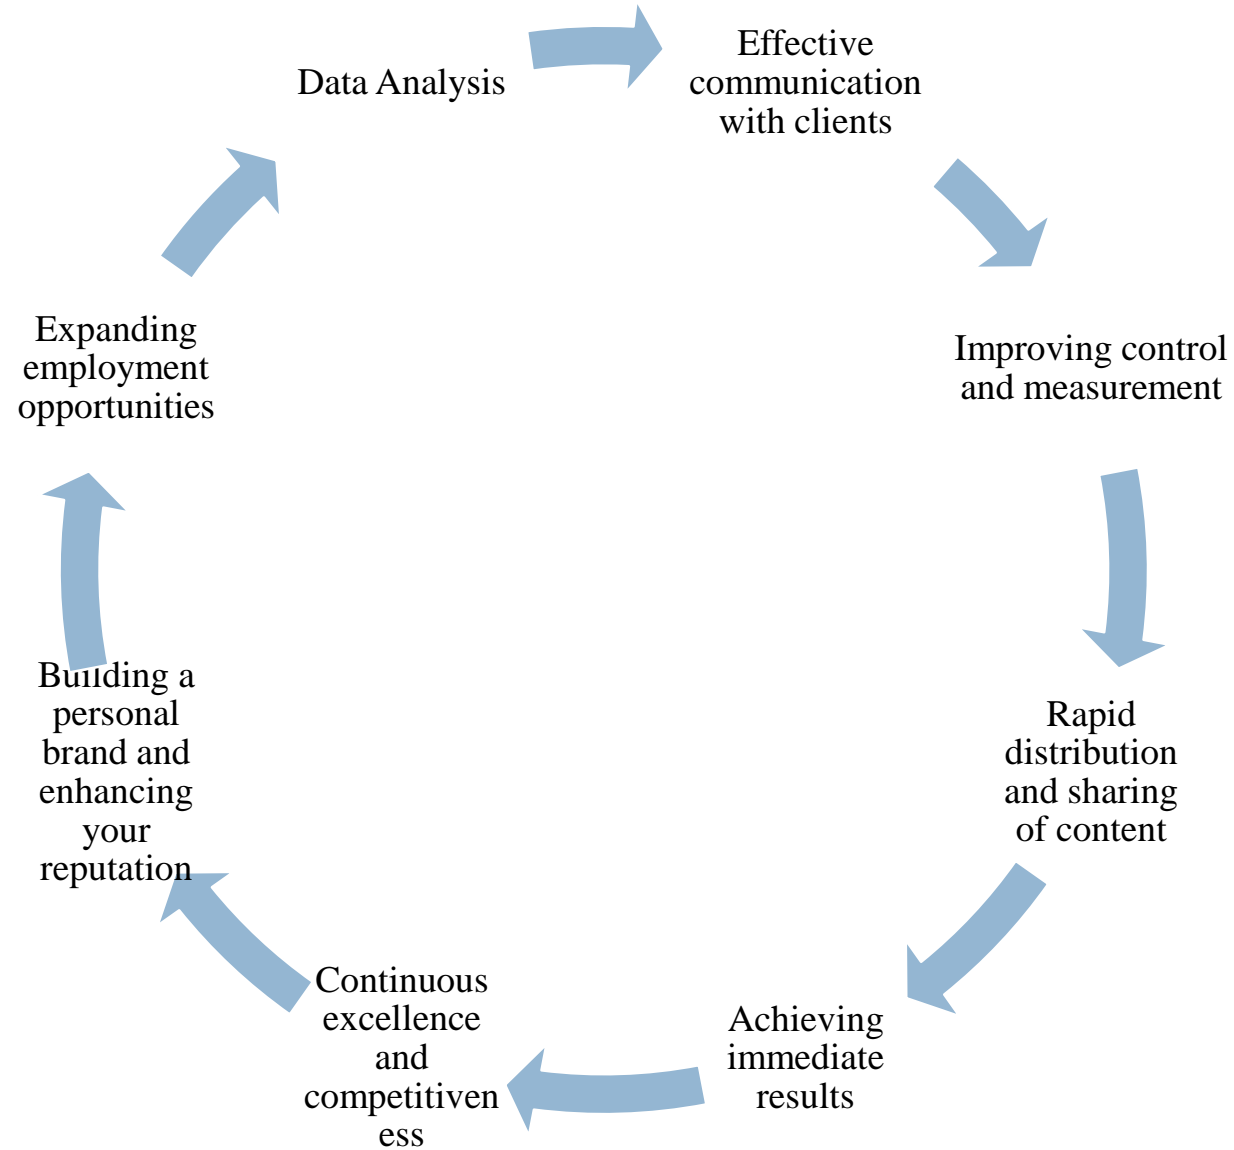 Data Analysis
Effective
communication
with clients
Improving control
and measurement
Rapid
distribution
and sharing
of content
Achieving
immediate
results
Continuous
excellence
and
competitiven
ess
Building a
personal
brand and
enhancing
your
reputation
Expanding
employment
opportunities